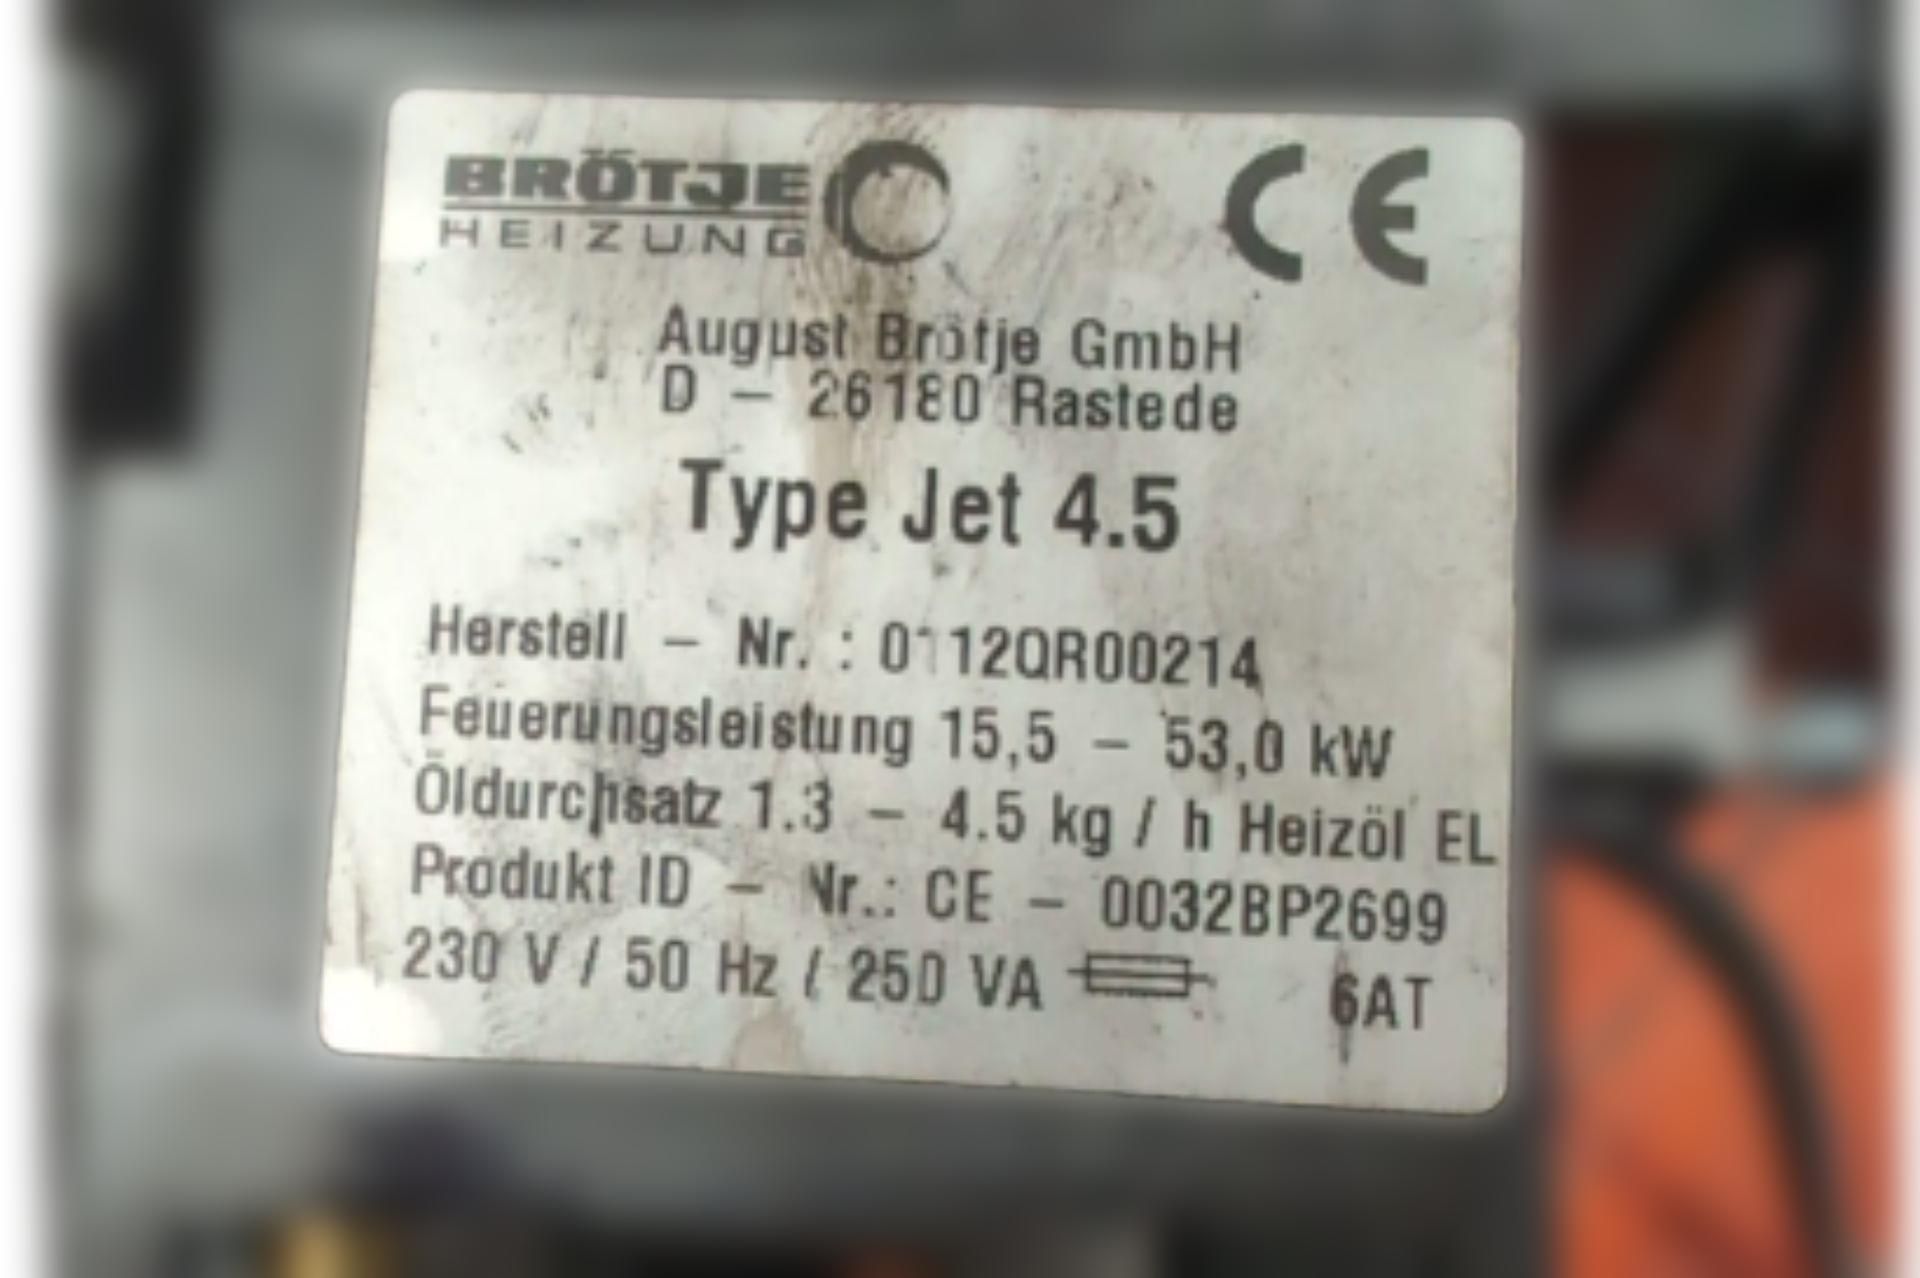 BRÖTJE
HEIZUNG
CE
August Brötje GmbH
D – 26180 Rastede
Type Jet 4.5
Herstell – Nr. : 0112QR00214
Feuerungsleistung 15,5 – 53,0 kW
Öldurchsatz 1.3 – 4.5 kg / h Heizöl EL
Produkt ID – Nr.: CE – 0032BP2699
230 V / 50 Hz / 250 VA 6AT